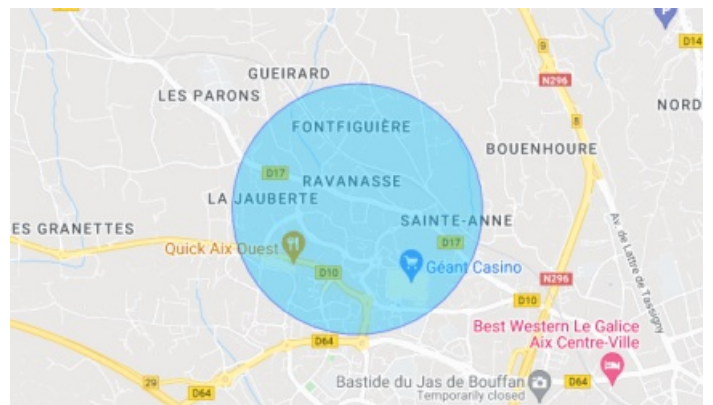 D14
9
GUEIRARD
N296
LES PARONS
NORD
FONTFIGUIÈRE
8
BOUENHOURE
D17
RAVANASSE
LA JAUBERTE
SAINTE-ANNE
ES GRANETTES
D17
Quick Aix Ouest
Av. de Lattre de Tassigny
Géant Casino
D10
N296
D10
Best Western Le Galice
Aix Centre-Ville
D64
29
D64
Bastide du Jas de Bouffan
Temporarily closed
D64